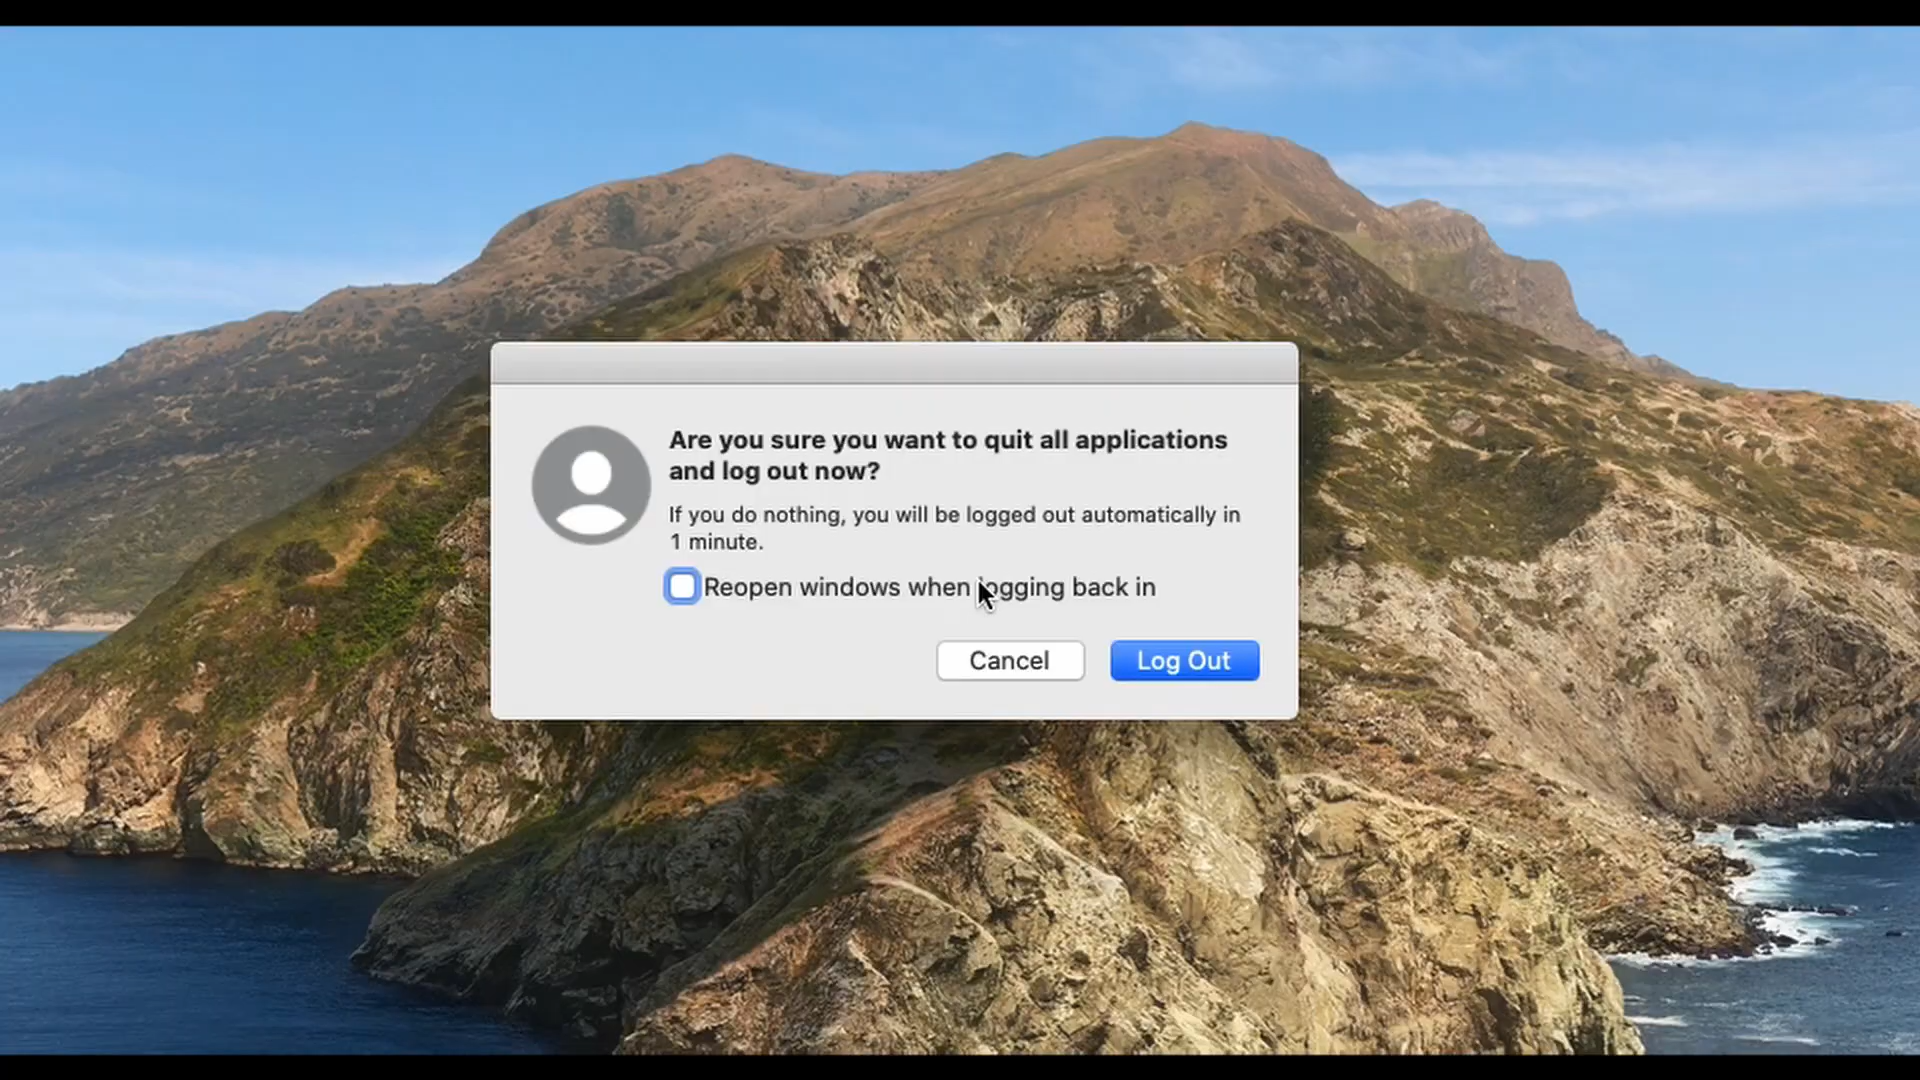 Are you sure you want to quit all applications
and log out now?
If you do nothing, you will be logged out automatically in
1 minute.
Reopen windows when logging back in
Cancel
Log Out